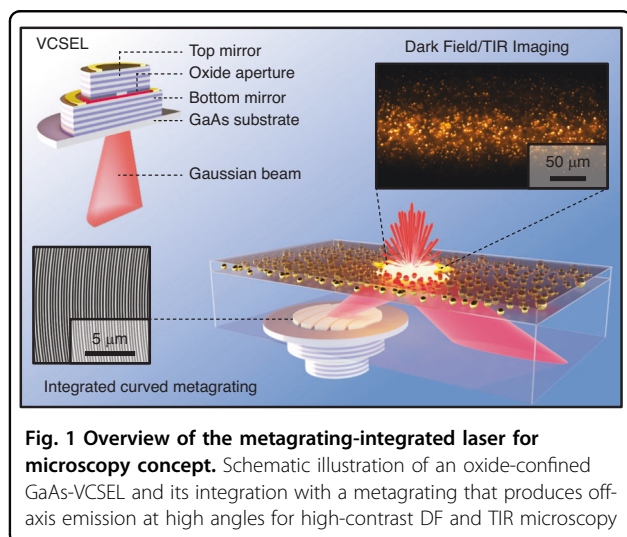 VCSEL
Top mirror
Oxide aperture
Bottom mirror
GaAs substrate
Gaussian beam
Dark Field/TIR Imaging
50 μm
5 μm
Integrated curved metagrating
Fig. 1 Overview of the metagrating-integrated laser for
microscopy concept. Schematic illustration of an oxide-confined
GaAs-VCSEL and its integration with a metagrating that produces off-
axis emission at high angles for high-contrast DF and TIR microscopy